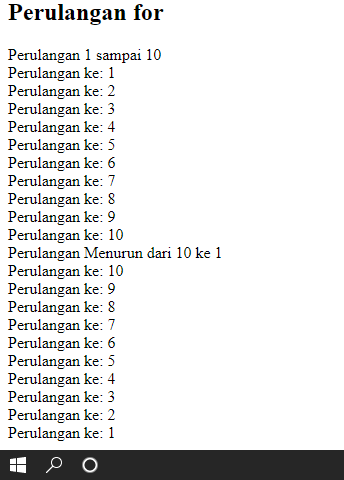 Perulangan for
Perulangan 1 sampai 10
Perulangan ke: 1
Perulangan ke: 2
Perulangan ke: 3
Perulangan ke: 4
Perulangan ke: 5
Perulangan ke: 6
Perulangan ke: 7
Perulangan ke: 8
Perulangan ke: 9
Perulangan ke: 10
Perulangan Menurun dari 10 ke 1
Perulangan ke: 10
Perulangan ke: 9
Perulangan ke: 8
Perulangan ke: 7
Perulangan ke: 6
Perulangan ke: 5
Perulangan ke: 4
Perulangan ke: 3
Perulangan ke: 2
Perulangan ke: 1